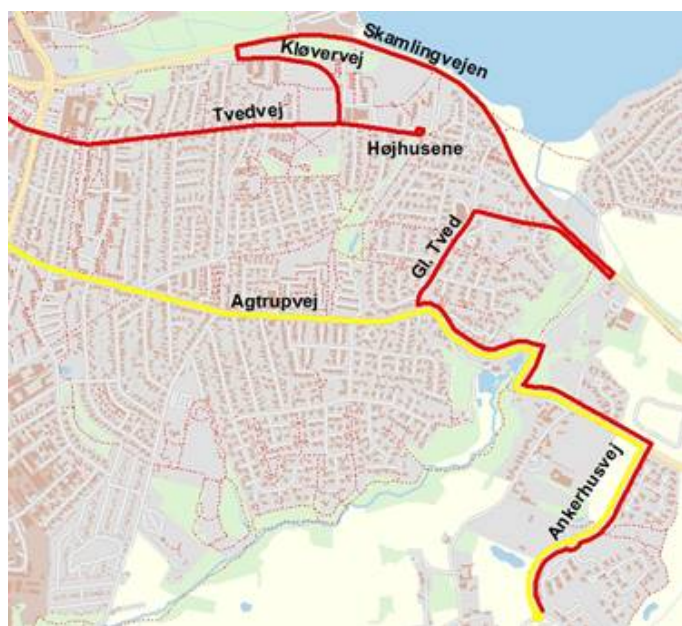 Kløvervej
Skamlingvejen
Tvedvej
Højhusene
Gl. Tved
Agtrupvej
Ankerhusvej